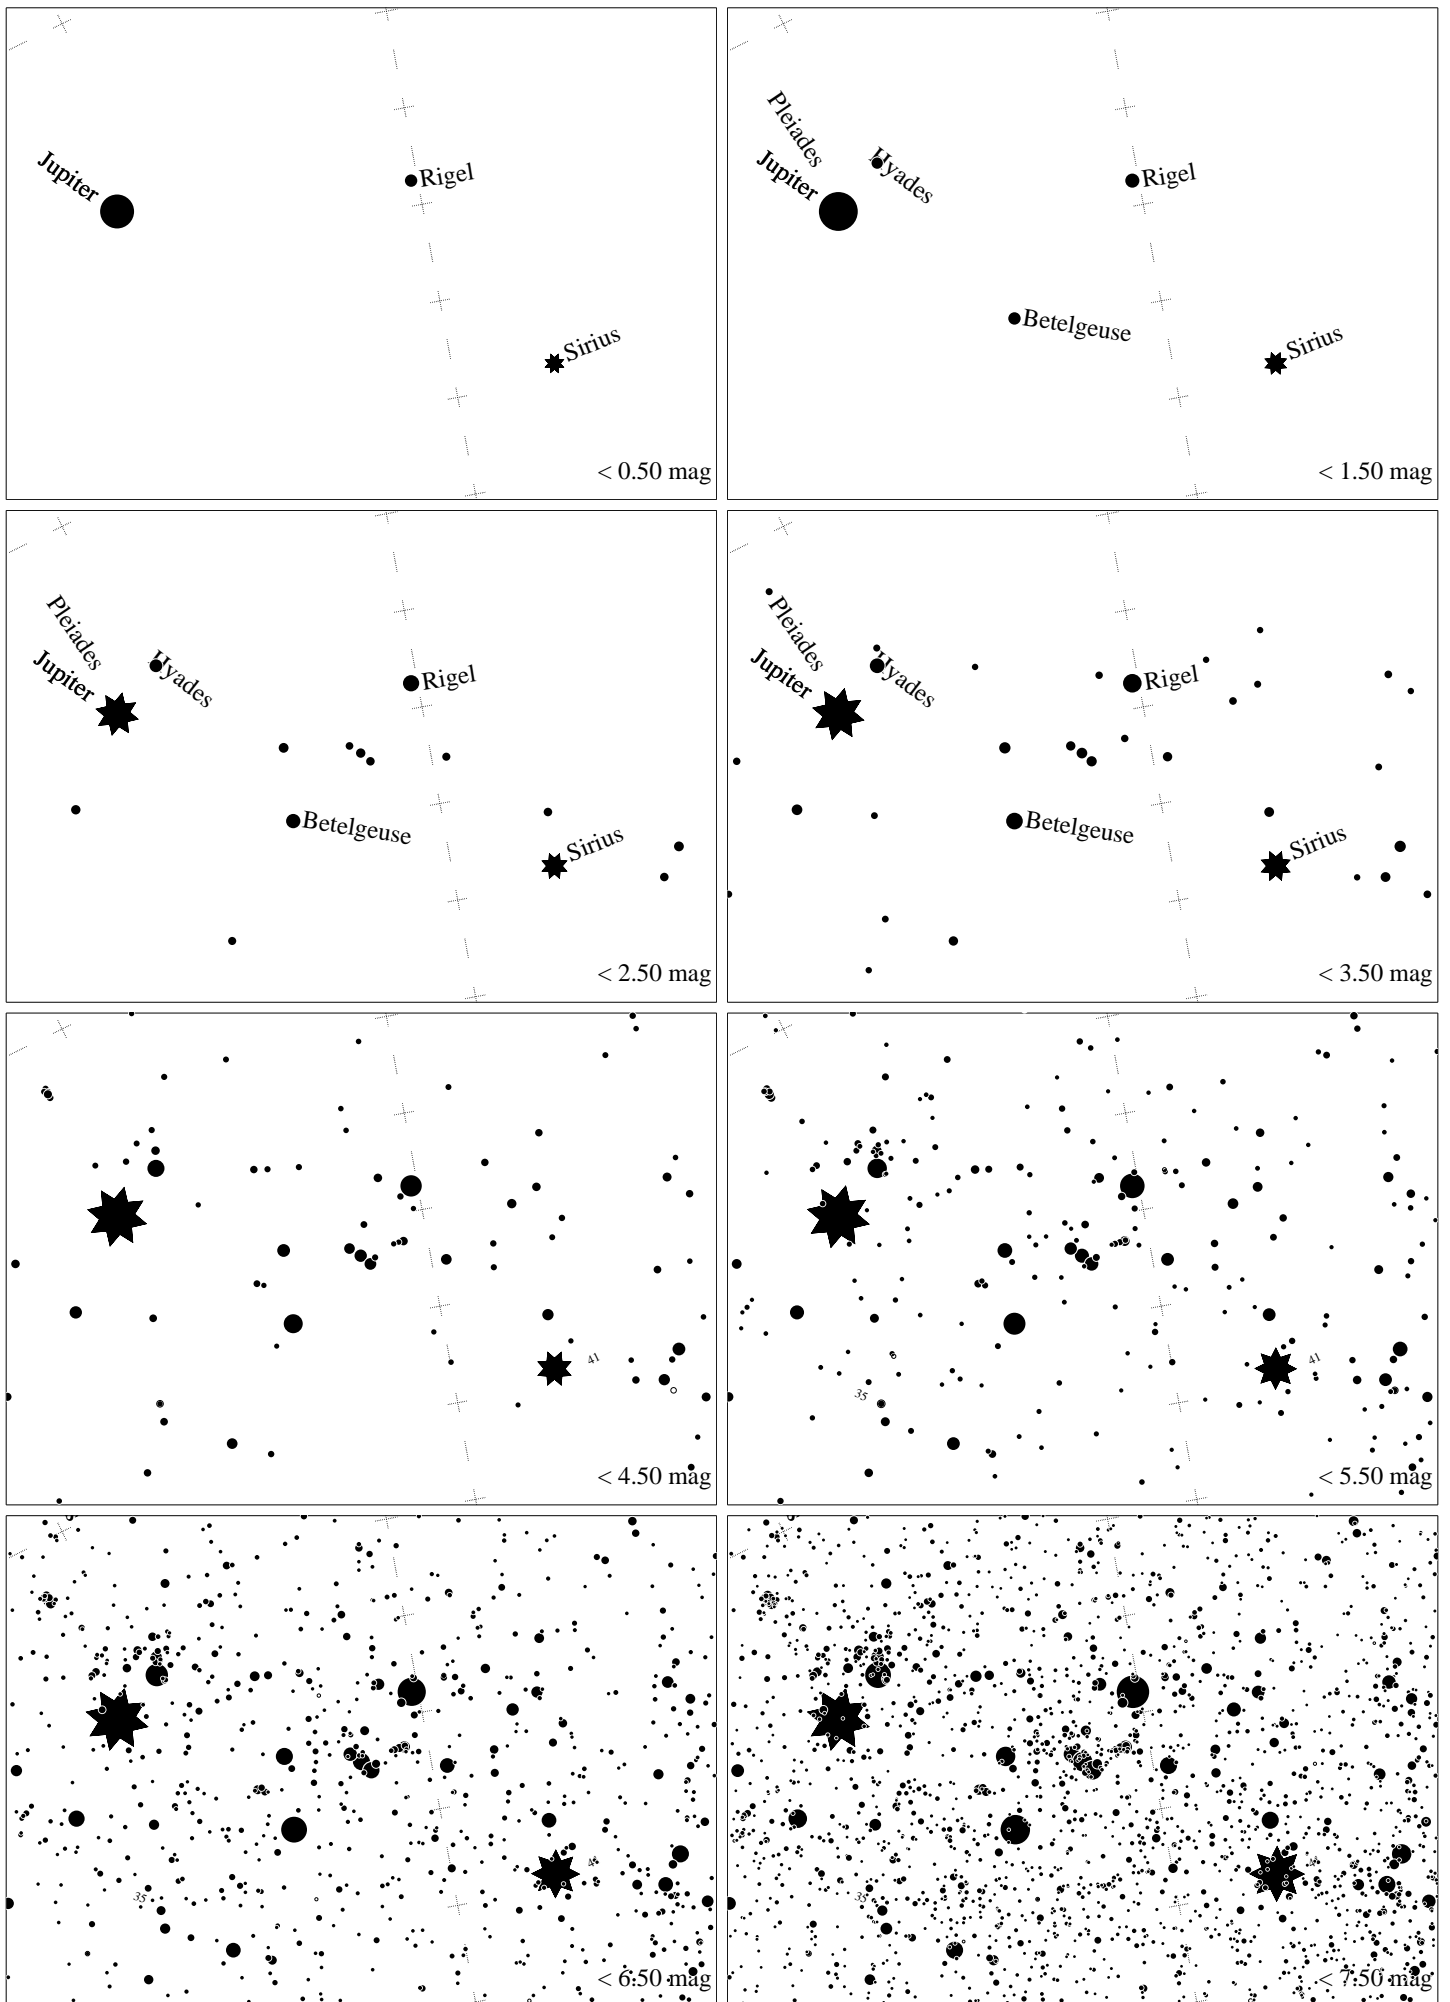 Jupiter
Rigel
Sirius
< 0.50 mag
Pleiades
Hyades
Jupiter
Rigel
Betelgeuse
Sirius
< 1.50 mag
Pleiades
Jupiter
Hyades
Rigel
Betelgeuse
Sirius
< 2.50 mag
Pleiades
Jupiter
Hyades
Rigel
Betelgeuse
Sirius
< 3.50 mag
41
< 4.50 mag
41
35
< 5.50 mag
35
< 6.50 mag
35
< 7.50 mag